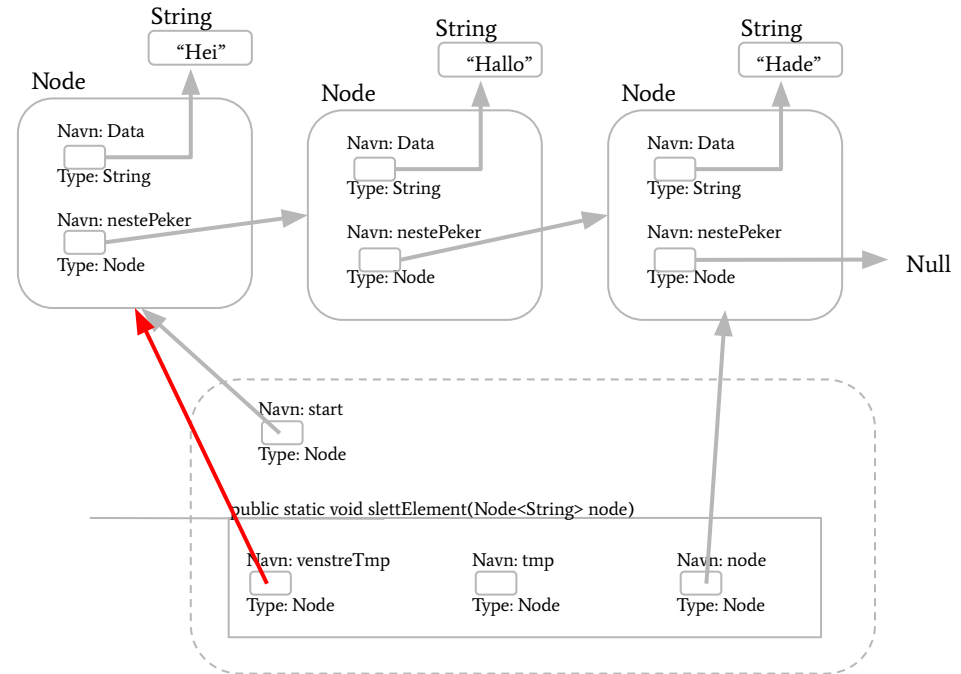 String
“Hei”
Node
Navn: Data
Type: String
Navn: nestePeker
Type: Node
String
“Hallo”
Node
Navn: Data
Type: String
Navn: nestePeker
Type: Node
String
“Hade”
Node
Navn: Data
Type: String
Navn: nestePeker
Type: Node
Null
Navn: start
Type: Node
public static void slettElement(Node<String> node)
Navn: venstreTmp
Type: Node
Navn: tmp
Type: Node
Navn: node
Type: Node